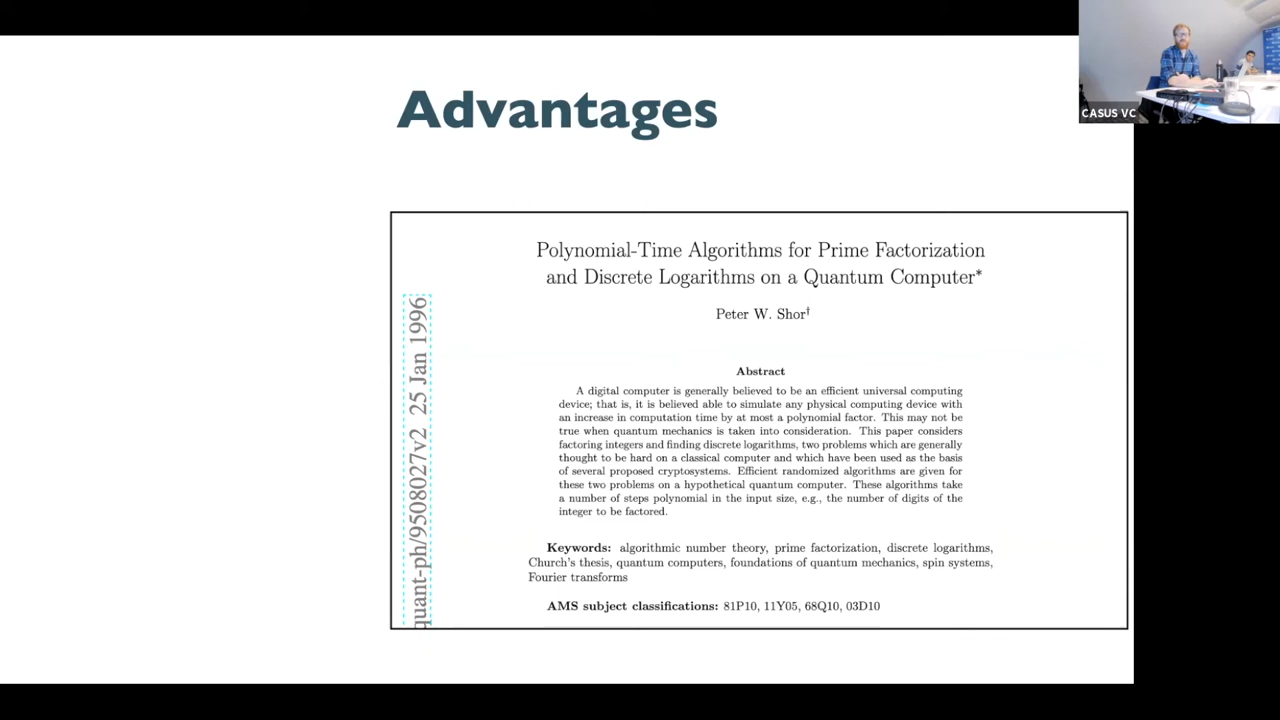 Advantages
CASUS VC
Polynomial-Time Algorithms for Prime Factorization
and Discrete Logarithms on a Quantum Computer*
Peter W. Shor†
quant-ph/9508027v2 25 Jan 1996
Abstract
A digital computer is generally believed to be an efficient universal computing
device; that is, it is believed able to simulate any physical computing device with
an increase in computation time by at most a polynomial factor. This may not be
true when quantum mechanics is taken into consideration. This paper considers
factoring integers and finding discrete logarithms, two problems which are generally
thought to be hard on a classical computer and which have been used as the basis
of several proposed cryptosystems. Efficient randomized algorithms are given for
these two problems on a hypothetical quantum computer. These algorithms take
a number of steps polynomial in the input size, e.g., the number of digits of the
integer to be factored.
Keywords: algorithmic number theory, prime factorization, discrete logarithms,
Church's thesis, quantum computers, foundations of quantum mechanics, spin systems,
Fourier transforms
AMS subject classifications: 81P10, 11Y05, 68Q10, 03D10